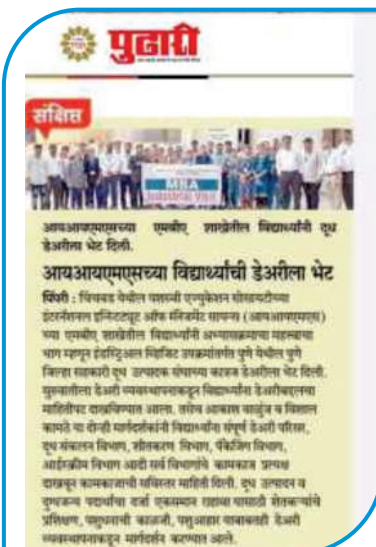 पुढारी
संक्षिप्त
MBA
INDUSTRIAL VISIT
आयआयएमएसच्या एमबीए शाखेतील विद्यार्थ्यांनी दूध
डेअरीला भेट दिली.
आयआयएमएसच्या विद्यार्थ्यांची डेअरीला भेट
पिंपरी : चिंचवड येथील यशस्वी एज्युकेशन सोसायटीच्या
इंटरनॅशनल इन्स्टिट्यूट ऑफ मॅनेजमेंट सायन्स (आयआयएमएस)
च्या एमबीए शाखेतील विद्यार्थ्यांनी अभ्यासक्रमाचा महत्त्वाचा
भाग म्हणून इंडस्ट्रिअल व्हिजिट उपक्रमांतर्गत पुणे येथील पुणे
जिल्हा सहकारी दूध उत्पादक संघाच्या कात्रज डेअरीला भेट दिली.
सुरुवातीला डेअरी व्यवस्थापनाकडून विद्यार्थ्यांना डेअरीबद्दलचा
माहितीपट दाखविण्यात आला. तसेच आकाश वाळुंज व विशाल
कामठे या दोन्ही मार्गदर्शकांनी विद्यार्थ्यांना संपूर्ण डेअरी परिसर,
दूध संकलन विभाग, शीतकरण विभाग, पॅकेजिंग विभाग,
आईस्क्रीम विभाग आदी सर्व विभागांचे कामकाज प्रत्यक्ष
दाखवून कामकाजाची सविस्तर माहिती दिली. दूध उत्पादन व
दुग्धजन्य पदार्थांचा दर्जा एकसमान राहावा यासाठी शेतकऱ्यांचे
प्रशिक्षण, पशुधनाची काळजी, पशुआहार याबाबतही डेअरी
व्यवस्थापनाकडून मार्गदर्शन करण्यात आले.